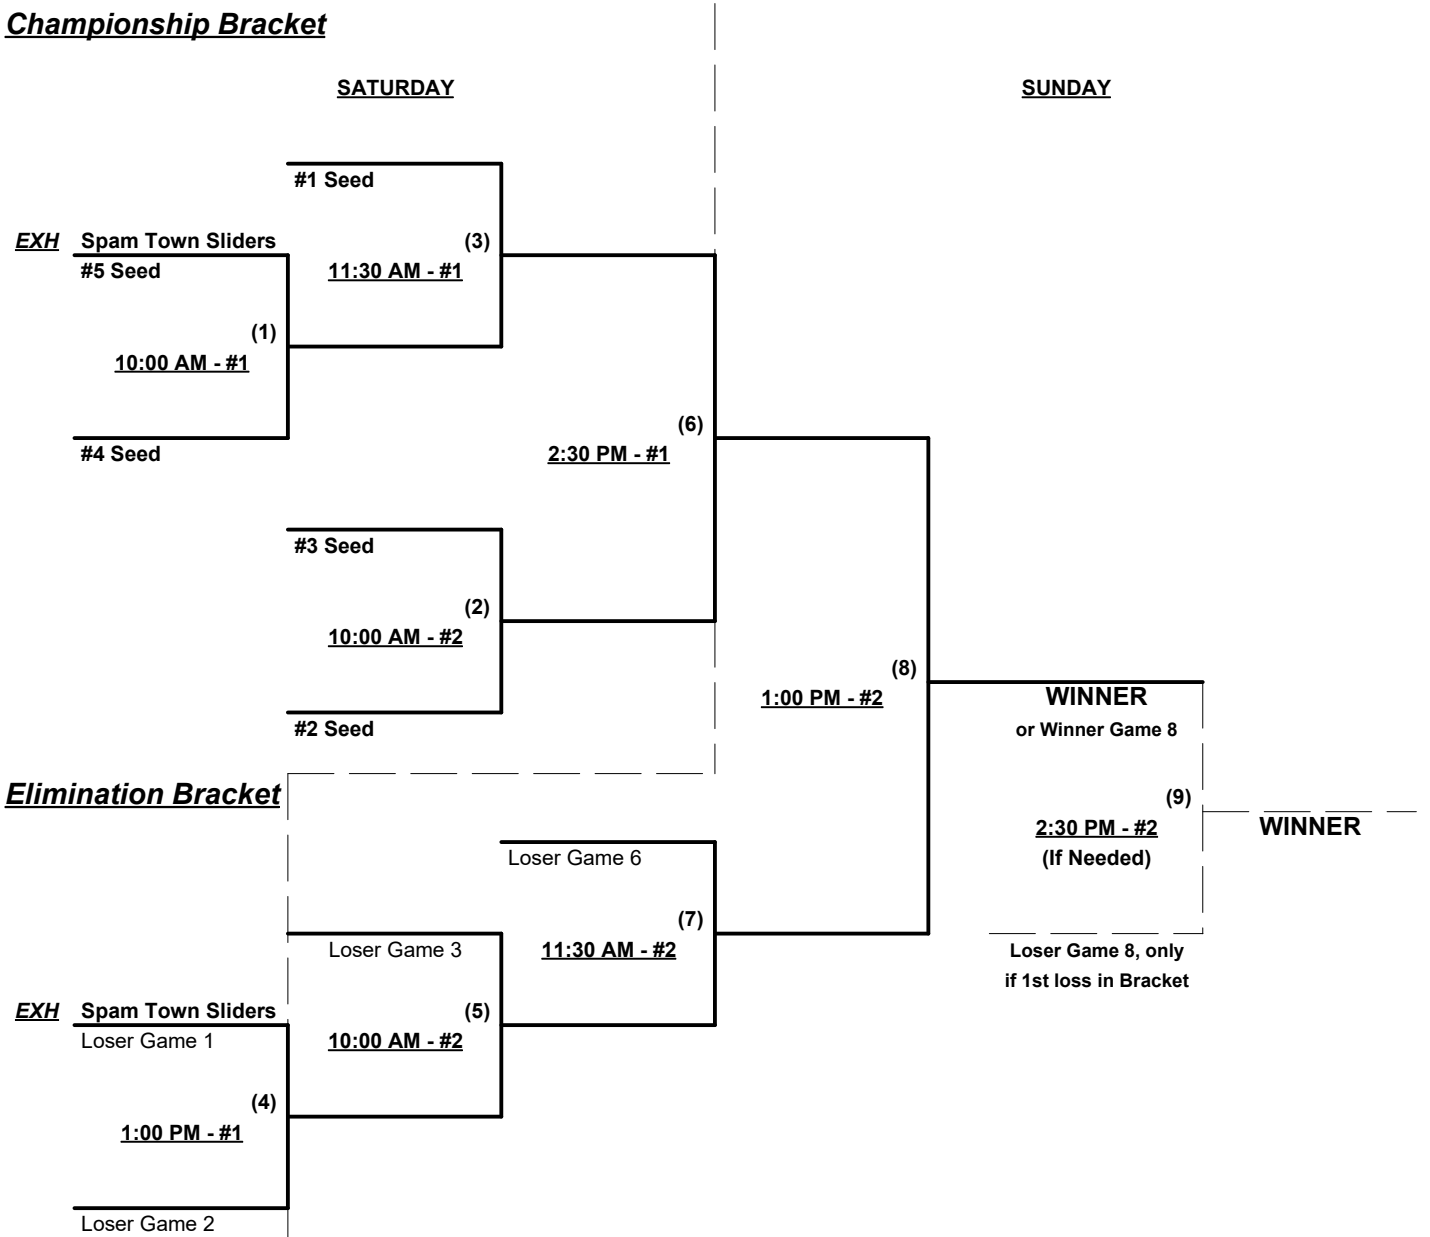 Championship Bracket
SATURDAY
SUNDAY
#1 Seed
EXH Spam Town Sliders
(3)
#5 Seed
11:30 AM - #1
(1)
10:00 AM - #1
(6)
#4 Seed
2:30 PM - #1
#3 Seed
(2)
10:00 AM - #2
(8)
1:00 PM - #2
WINNER
#2 Seed
or Winner Game 8
Elimination Bracket
(9)
2:30 PM - #2
WINNER
Loser Game 6
(If Needed)
(7)
Loser Game 3
11:30 AM - #2
Loser Game 8, only
if 1st loss in Bracket
EXH Spam Town Sliders
(5)
Loser Game 1
10:00 AM - #2
(4)
1:00 PM - #1
Loser Game 2